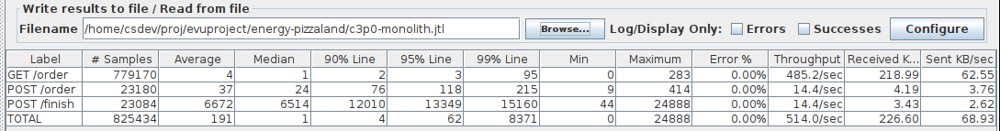 Write results to file / Read from file
Filename /home/csdev/proj/evuproject/energy-pizzaland/c3p0-monolith.jtl Browse... Log/Display Only: Errors Successes Configure
Label # Samples Average Median 90% Line 95% Line 99% Line Min Maximum Error % Throughput Received K... Sent KB/sec
GET /order 779170 4 1 2 3 95 0 283 0.00% 485.2/sec 218.99 62.55
POST /order 23180 37 24 76 118 215 9 414 0.00% 14.4/sec 4.19 3.76
POST /finish 23084 6672 6514 12010 13349 15160 44 24888 0.00% 14.4/sec 3.43 2.62
TOTAL 825434 191 1 4 62 8371 0 24888 0.00% 514.0/sec 226.60 68.93